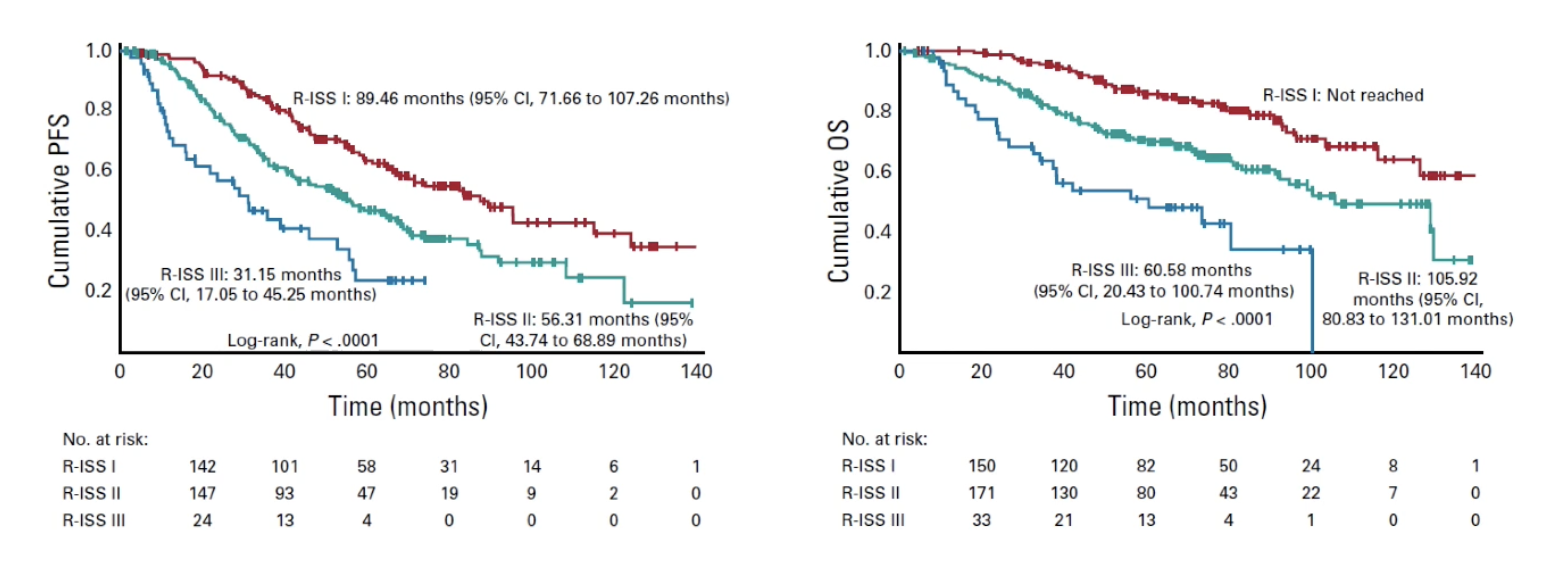 1.0
0.8
0.6
0.4
0.2
Cumulative PFS
R-ISS I: 89.46 months (95% CI, 71.66 to 107.26 months)
R-ISS III: 31.15 months
(95% CI, 17.05 to 45.25 months)
R-ISS II: 56.31 months (95%
CI, 43.74 to 68.89 months)
Log-rank, P < .0001
0 20 40 60 80 100 120 140
Time (months)
No. at risk:
R-ISS I 142 101 58 31 14 6 1
R-ISS II 147 93 47 19 9 2 0
R-ISS III 24 13 4 0 0 0 0
1.0
0.8
0.6
0.4
0.2
Cumulative OS
R-ISS I: Not reached
R-ISS III: 60.58 months
(95% CI, 20.43 to 100.74 months)
R-ISS II: 105.92
months (95% CI,
80.83 to 131.01 months)
Log-rank, P < .0001
0 20 40 60 80 100 120 140
Time (months)
No. at risk:
R-ISS I 150 120 82 50 24 8 1
R-ISS II 171 130 80 43 22 7 0
R-ISS III 33 21 13 4 1 0 0